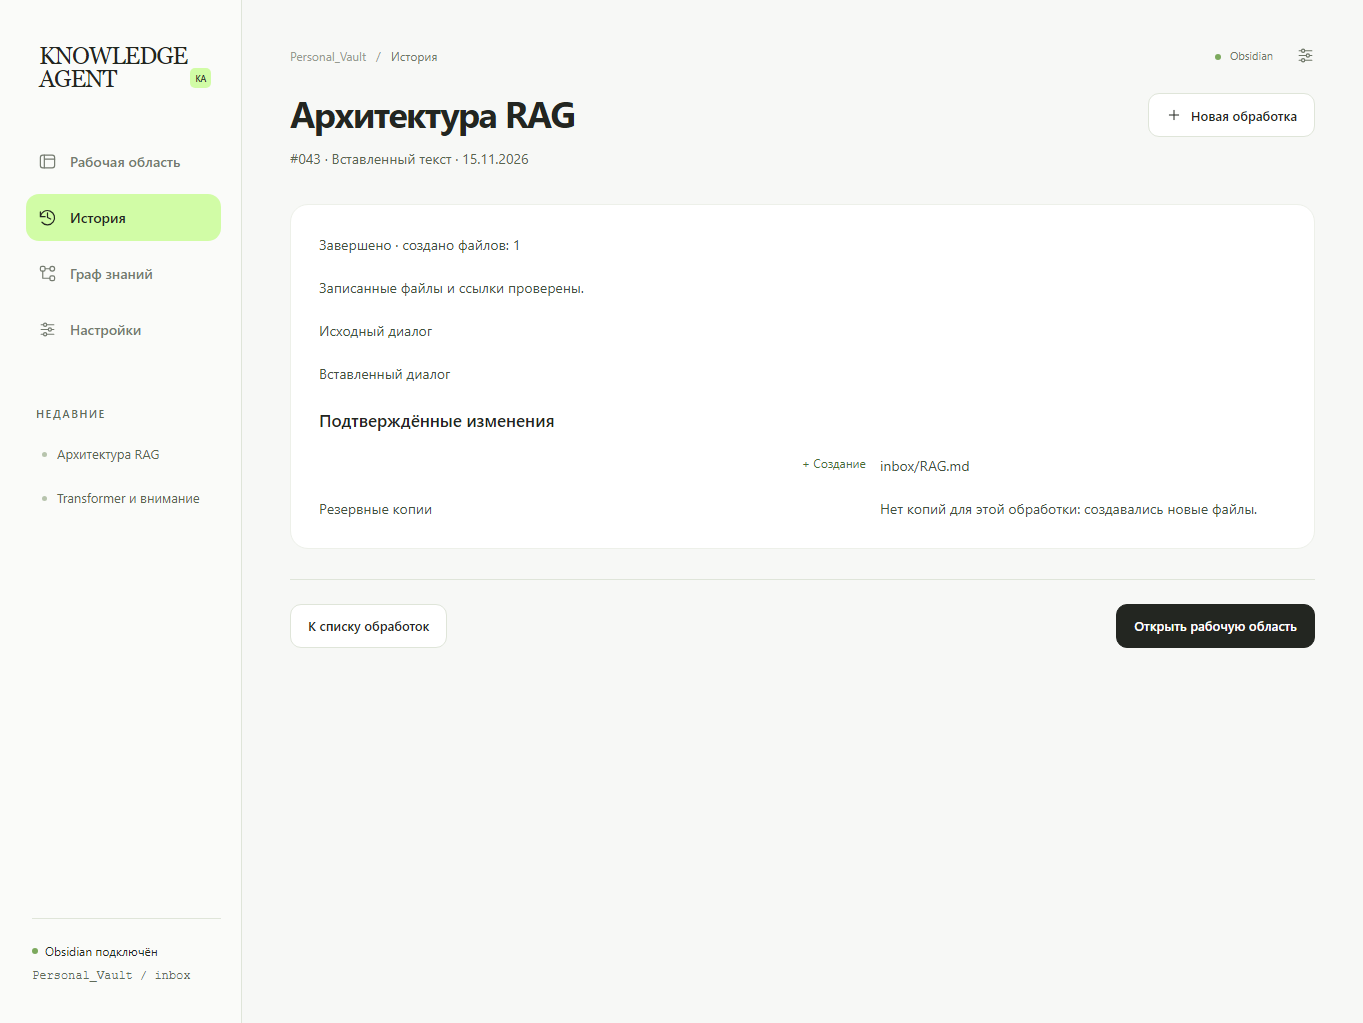 KNOWLEDGE
AGENT
KA
Рабочая область
История
Граф знаний
Настройки
НЕДАВНИЕ
Архитектура RAG
Transformer и внимание
Obsidian подключён
Personal_Vault / inbox
Personal_Vault / История
Obsidian
Архитектура RAG
+ Новая обработка
#043 · Вставленный текст · 15.11.2026
Завершено · создано файлов: 1
Записанные файлы и ссылки проверены.
Исходный диалог
Вставленный диалог
Подтверждённые изменения
+ Создание inbox/RAG.md
Резервные копии Нет копий для этой обработки: создавались новые файлы.
К списку обработок
Открыть рабочую область